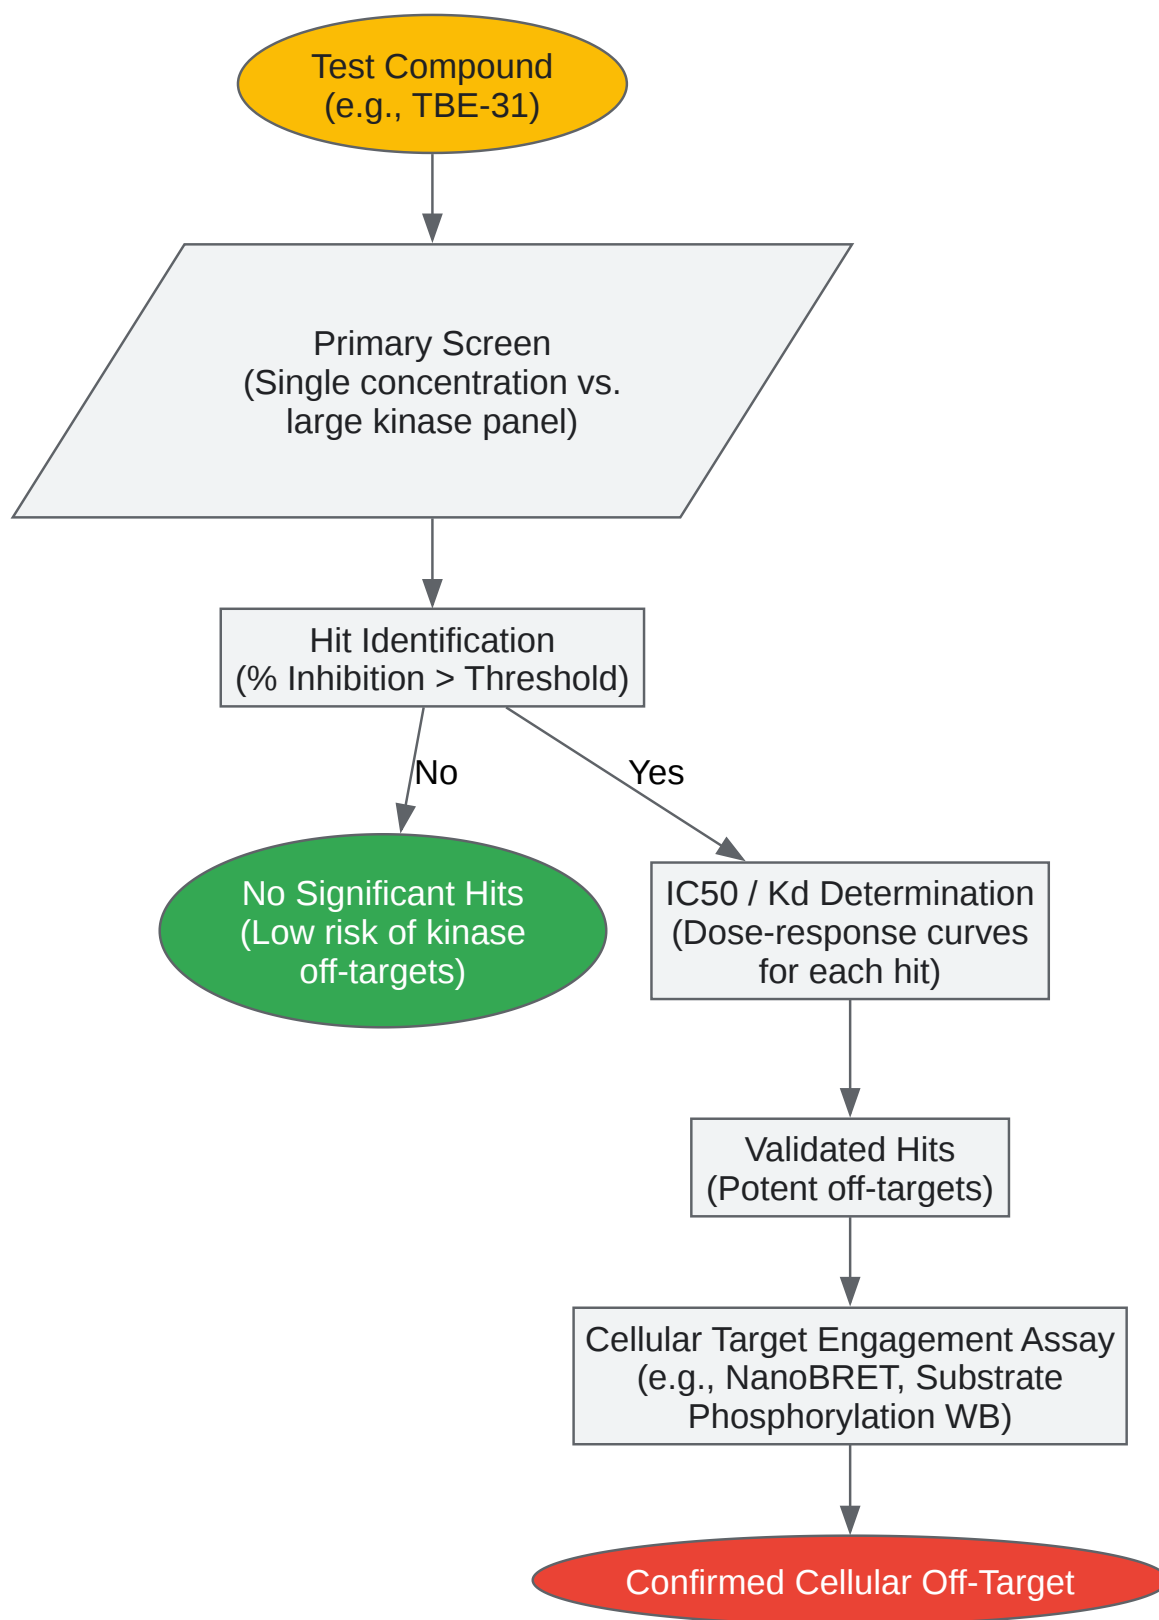 Test Compound
(e.g., TBE-31)
Primary Screen
(Single concentration vs.
large kinase panel)
Hit Identification
(% Inhibition > Threshold)
No
Yes
No Significant Hits
(Low risk of kinase
off-targets)
IC50 / Kd Determination
(Dose-response curves
for each hit)
Validated Hits
(Potent off-targets)
Cellular Target Engagement Assay
(e.g., NanoBRET, Substrate
Phosphorylation WB)
Confirmed Cellular Off-Target